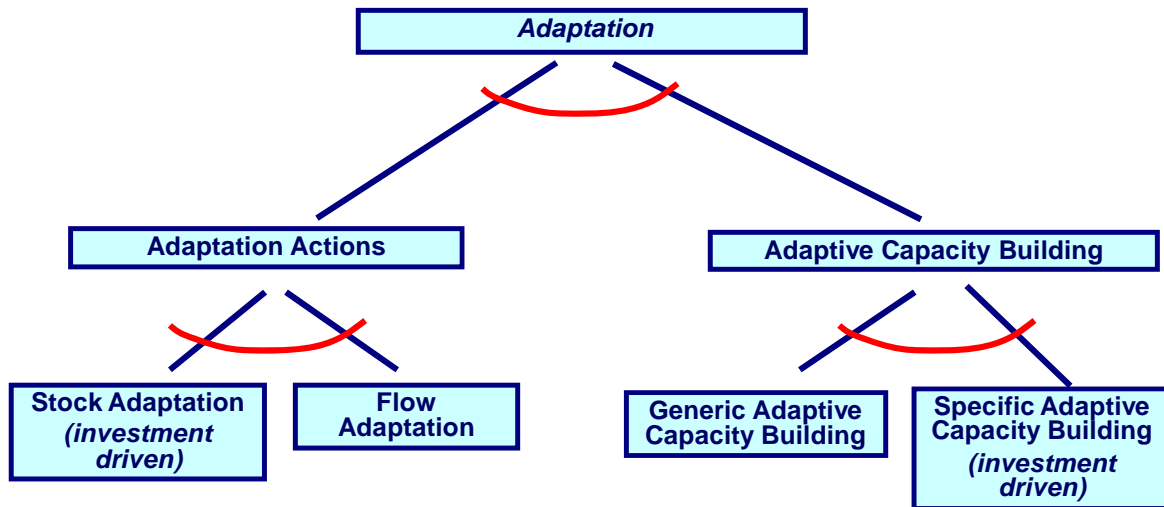 Adaptation
Adaptation Actions
Adaptive Capacity Building
Stock Adaptation
(investment
driven)
Flow
Adaptation
Generic Adaptive
Capacity Building
Specific Adaptive
Capacity Building
(investment
driven)